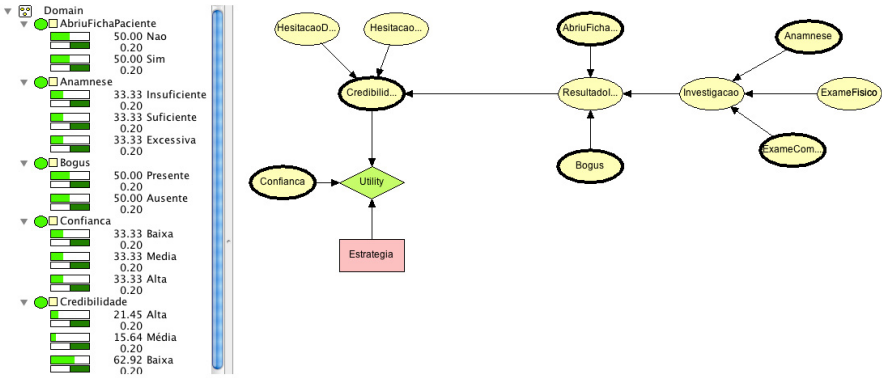 Domain
AbriuFichaPaciente
50.00 Nao
0.20
50.00 Sim
0.20
Anamnese
33.33 Insuficiente
0.20
33.33 Suficiente
0.20
33.33 Excessiva
0.20
Bogus
50.00 Presente
0.20
50.00 Ausente
0.20
Confianca
33.33 Baixa
0.20
33.33 Media
0.20
33.33 Alta
0.20
Credibilidade
21.45 Alta
0.20
15.64 Média
0.20
62.92 Baixa
0.20
HesitacaoD...
Hesitacao...
AbriuFicha...
Anamnese
Credibilid...
ResultadoI...
Investigacao
ExameFisico
ExameCom...
Bogus
Confianca
Utility
Estrategia